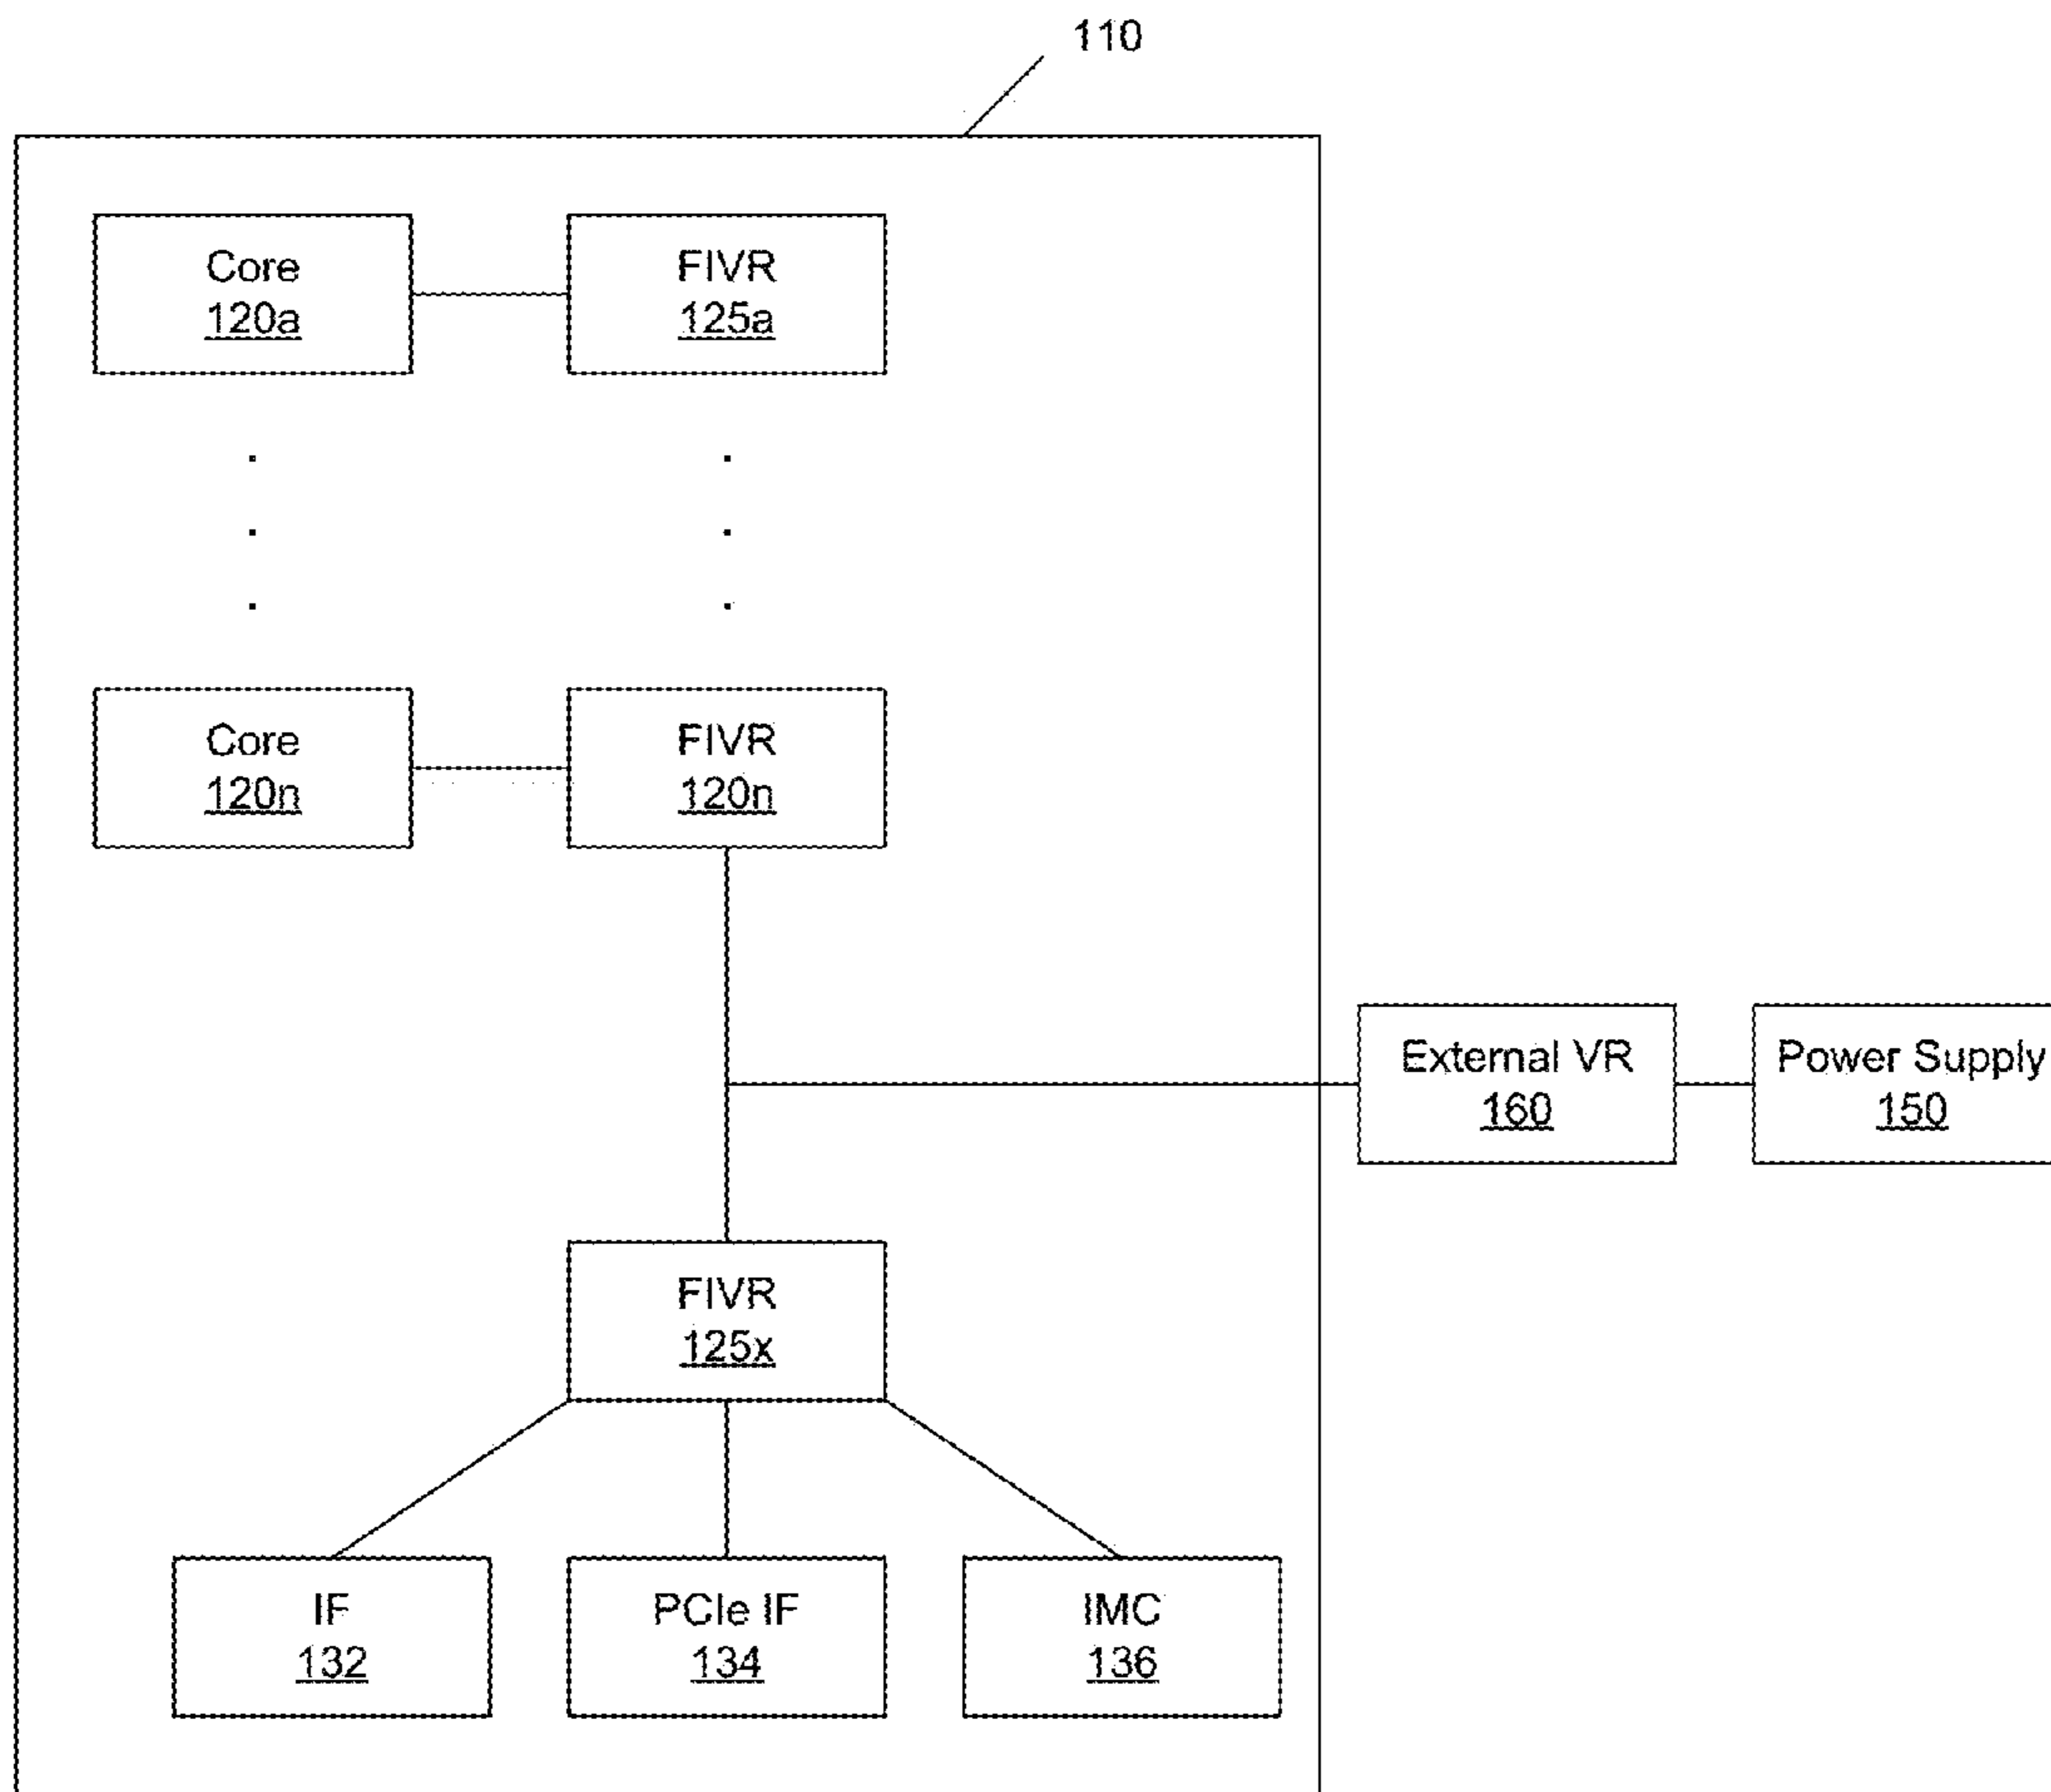 110
Core
120a
FIVR
125a
Core
120n
FIVR
120n
External VR
160
Power Supply
150
FIVR
125x
IF
132
PCIe IF
134
IMC
136